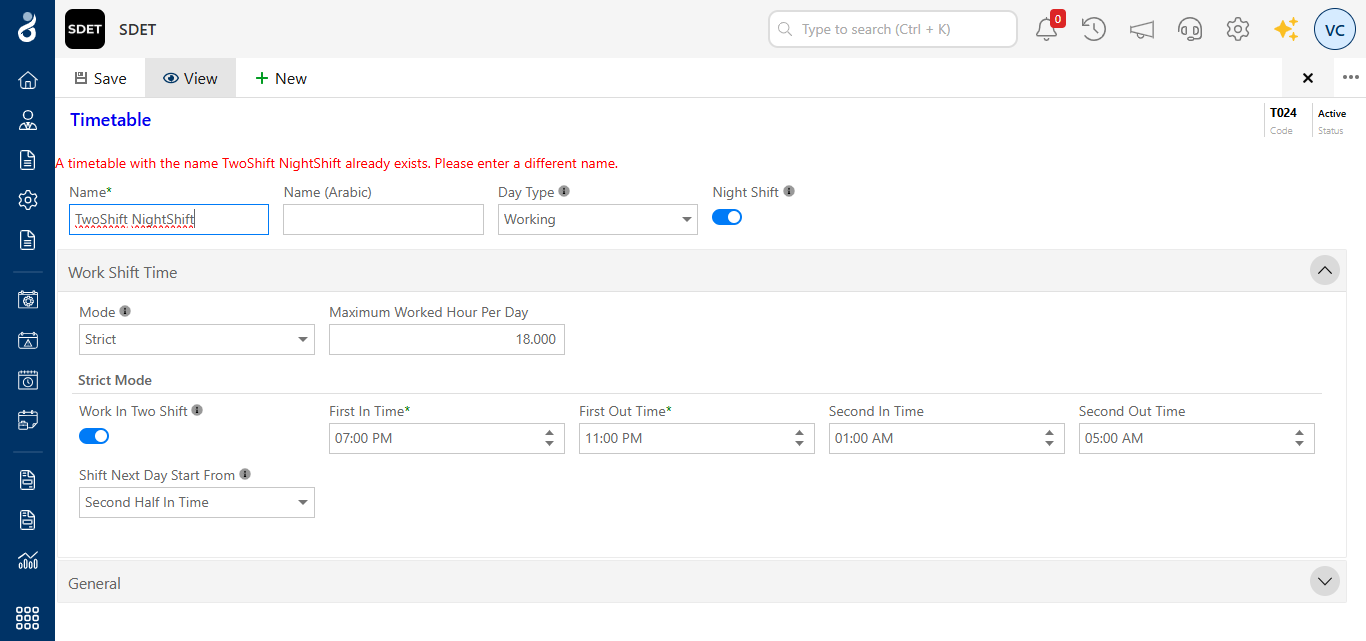 SDET SDET Type to search (Ctrl + K) 0 VC
Save View New
Timetable T024 Active
Code Status
A timetable with the name TwoShift NightShift already exists. Please enter a different name.
Name* Name (Arabic) Day Type Night Shift
TwoShift NightShift Working
Work Shift Time
Mode Maximum Worked Hour Per Day
Strict 18.000
Strict Mode
Work In Two Shift First In Time* First Out Time* Second In Time Second Out Time
07:00 PM 11:00 PM 01:00 AM 05:00 AM
Shift Next Day Start From
Second Half In Time
General